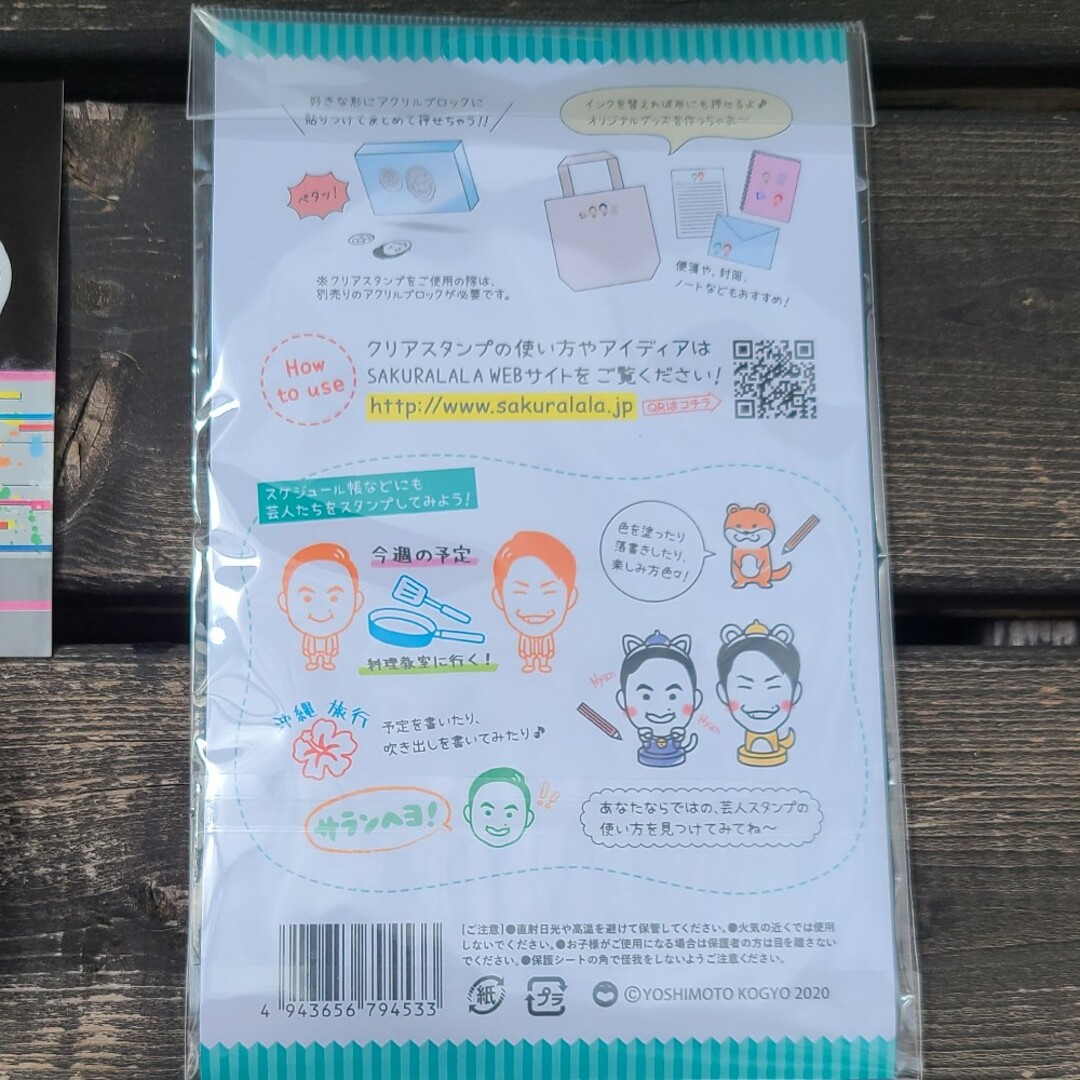 好きな形にアクリルブロックに
貼りつけてまとめて押せちゃう!!
インクを替えれば布にも押せるよ♪
オリジナルグッズを作っちゃお〜
ペタッ!
※クリアスタンプをご使用の際は、
別売りのアクリルブロックが必要です。
便箋や、封筒、
ノートなどもおすすめ!
How
to use
クリアスタンプの使い方やアイディアは
SAKURALALA WEBサイトをご覧ください!
http://www.sakuralala.jp
QRはコチラ
スケジュール帳などにも
芸人たちをスタンプしてみよう!
今週の予定
料理教室に行く!
色を塗ったり
落書きしたり、
楽しみ方色々!
Nyan
Nyan
沖縄 旅行
予定を書いたり、
吹き出しを書いてみたり♪
サランヘヨ!
!!
あなたならではの、芸人スタンプの
使い方を見つけてみてね〜
[ご注意]●直射日光や高温を避けて保管してください。●火気の近くでは使用
しないでください。●お子様がご使用になる場合は保護者の方は目を離さない
でください。●保護シートの角で怪我をしないようご注意ください。
4 943656 794533
紙
プラ
©YOSHIMOTO KOGYO 2020